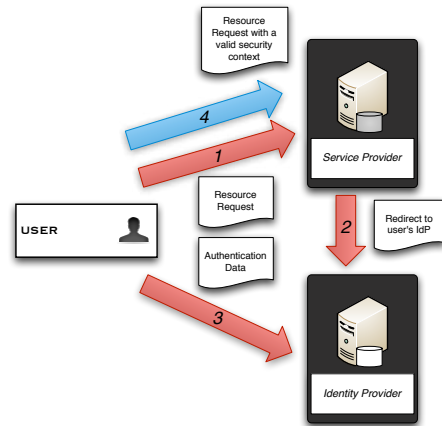 Resource
Request with a
valid security
context
4
1
Service Provider
Resource
Request
2
Redirect to
user's IdP
USER
Authentication
Data
3
Identity Provider